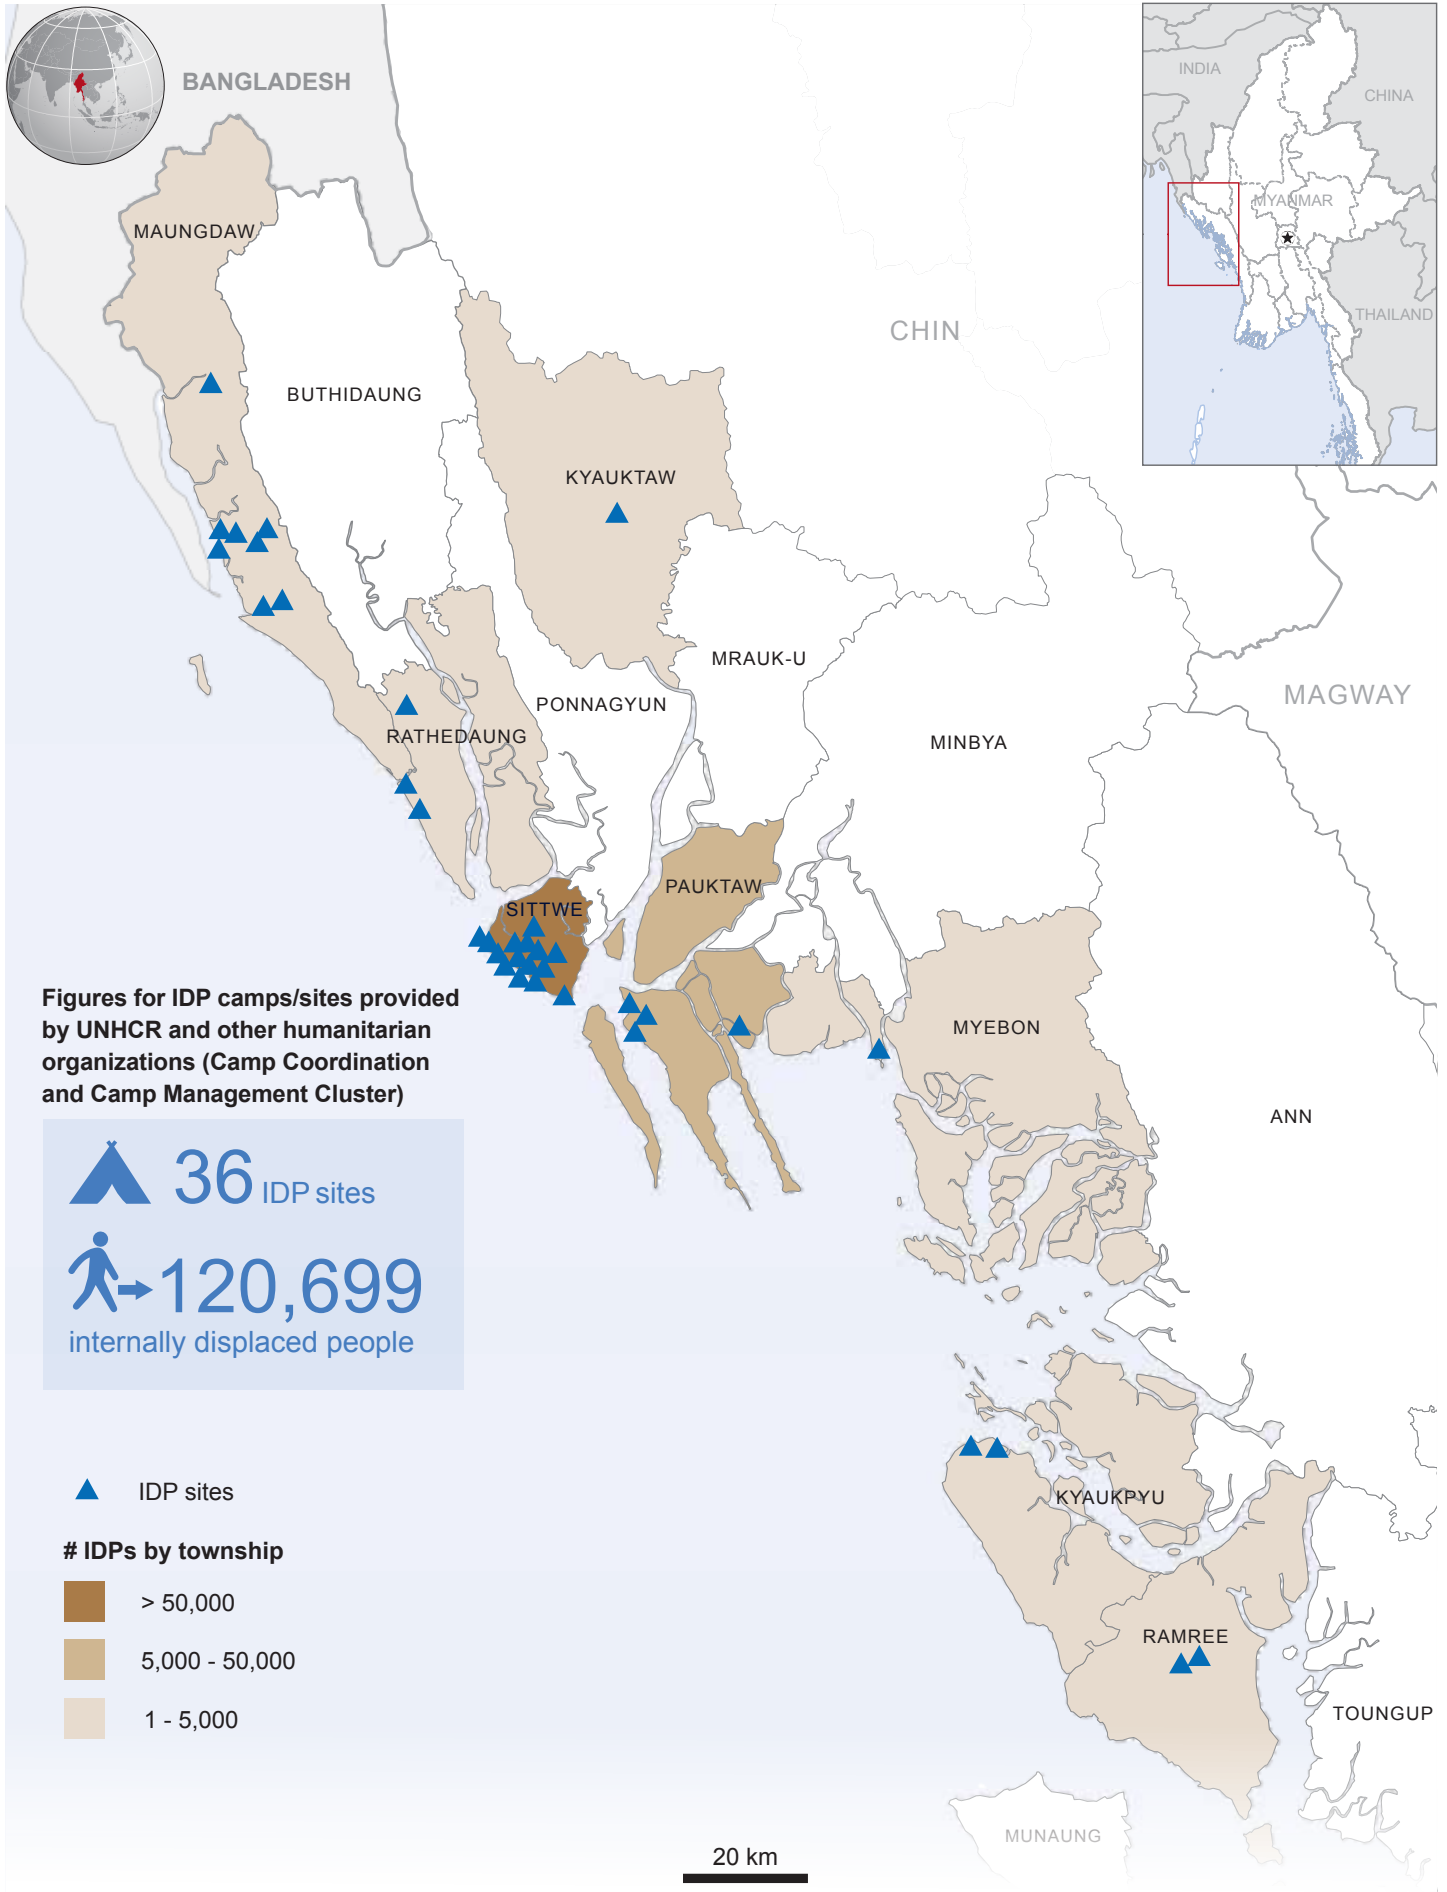 BANGLADESH
INDIA
CHINA
MYANMAR
THAILAND
MAUNGDAW
CHIN
BUTHIDAUNG
KYAUKTAW
MRAUK-U
PONNAGYUN
MAGWAY
RATHEDAUNG
MINBYA
PAUKTAW
SITTWE
MYEBON
ANN
Figures for IDP camps/sites provided
by UNHCR and other humanitarian
organizations (Camp Coordination
and Camp Management Cluster)
36 IDP sites
120,699
internally displaced people
IDP sites
# IDPs by township
> 50,000
5,000 - 50,000
1 - 5,000
KYAUKPYU
RAMREE
TOUNGUP
MUNAUNG
20 km